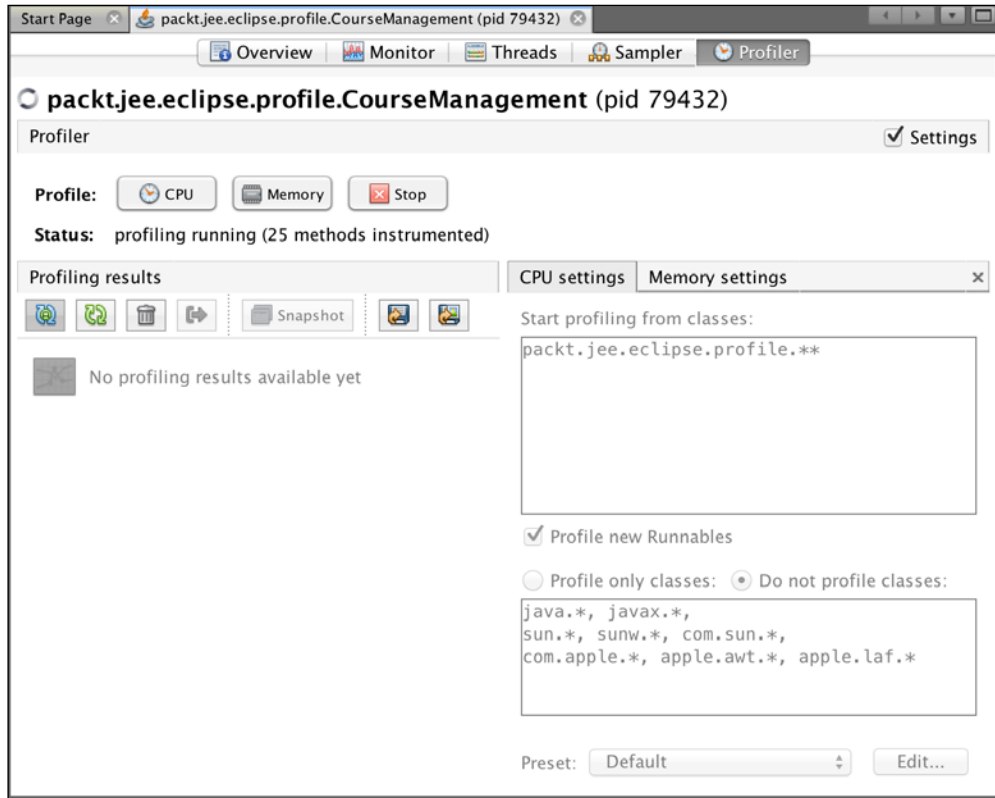 Start Page packt.jee.eclipse.profile.CourseManagement (pid 79432)
Overview Monitor Threads Sampler Profiler
packt.jee.eclipse.profile.CourseManagement (pid 79432)
Profiler Settings
Profile: CPU Memory Stop
Status: profiling running (25 methods instrumented)
Profiling results
Snapshot
No profiling results available yet
CPU settings Memory settings
Start profiling from classes:
packt.jee.eclipse.profile.**
Profile new Runnables
Profile only classes: Do not profile classes:
java.*, javax.*,
sun.*, sunw.*, com.sun.*,
com.apple.*, apple.awt.*, apple.laf.*
Preset: Default Edit...